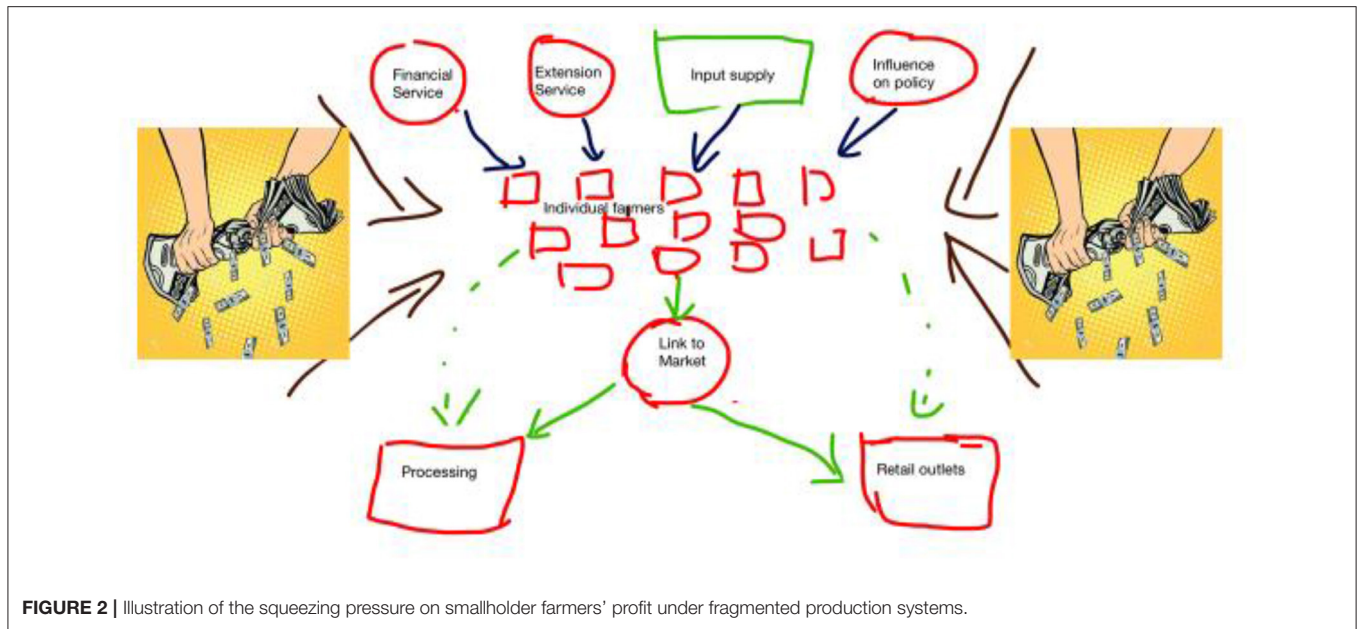 Financial
Service
Extension
Service
Input supply
Influence
on policy
Individual farmers
Link to
Market
Processing
Retail outlets
FIGURE 2 | Illustration of the squeezing pressure on smallholder farmers' profit under fragmented production systems.